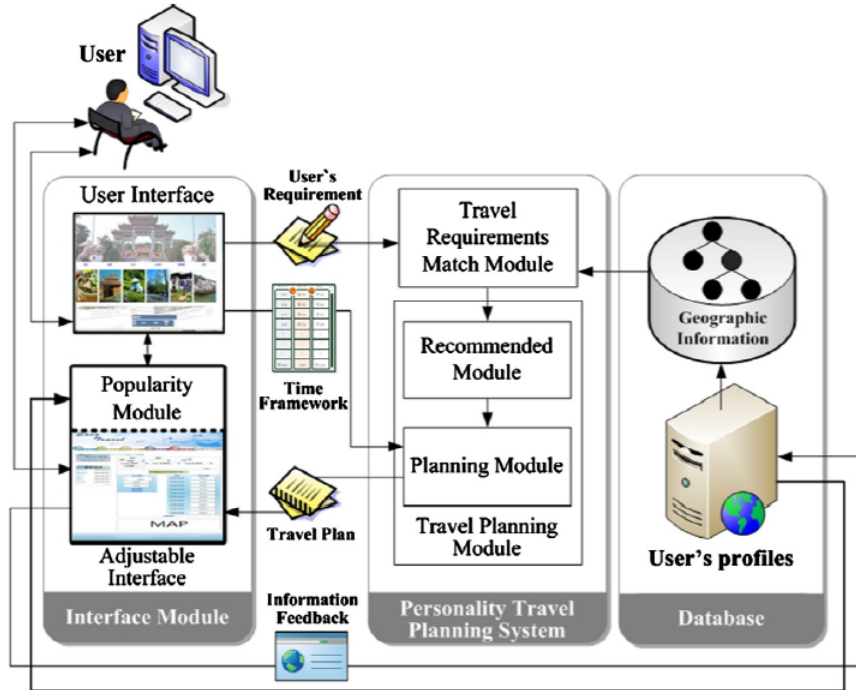 User
User Interface
User`s
Requirement
Travel
Requirements
Match Module
Geographic
Information
Recommended
Module
Time
Framework
Popularity
Module
Planning Module
MAP
Travel Plan
Travel Planning
Module
User's profiles
Adjustable
Interface
Interface Module
Information
Feedback
Personality Travel
Planning System
Database